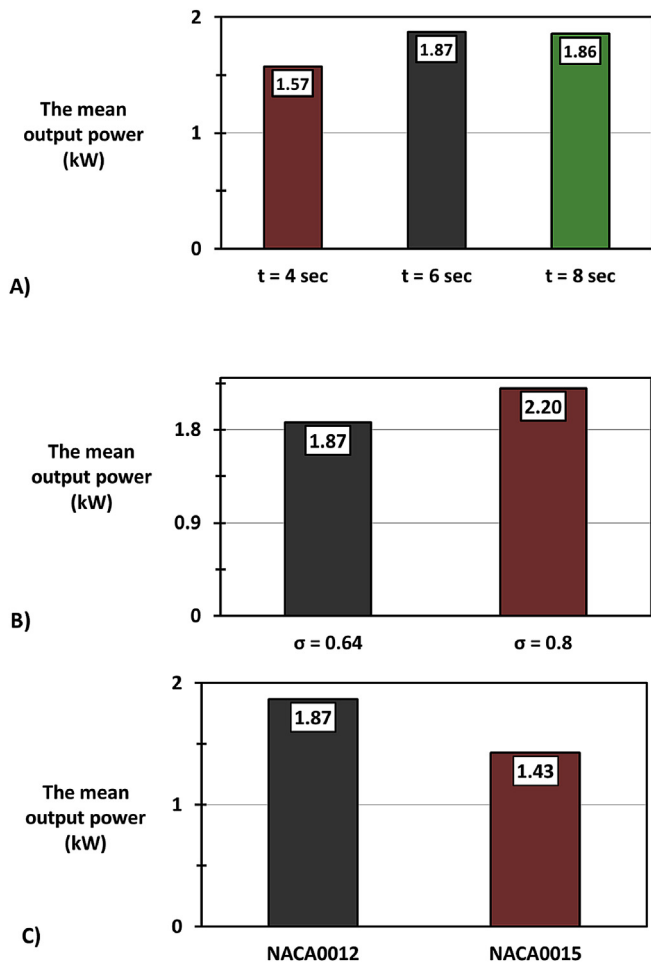 2
1.57
1.87
1.86
The mean
output power
(kW)
1
0
t = 4 sec
t = 6 sec
t = 8 sec
A)
1.87
2.20
1.8
The mean
output power
(kW)
0.9
0
B)
σ = 0.64
σ = 0.8
2
1.87
1.43
The mean
output power
(kW)
1
0
C)
NACA0012
NACA0015